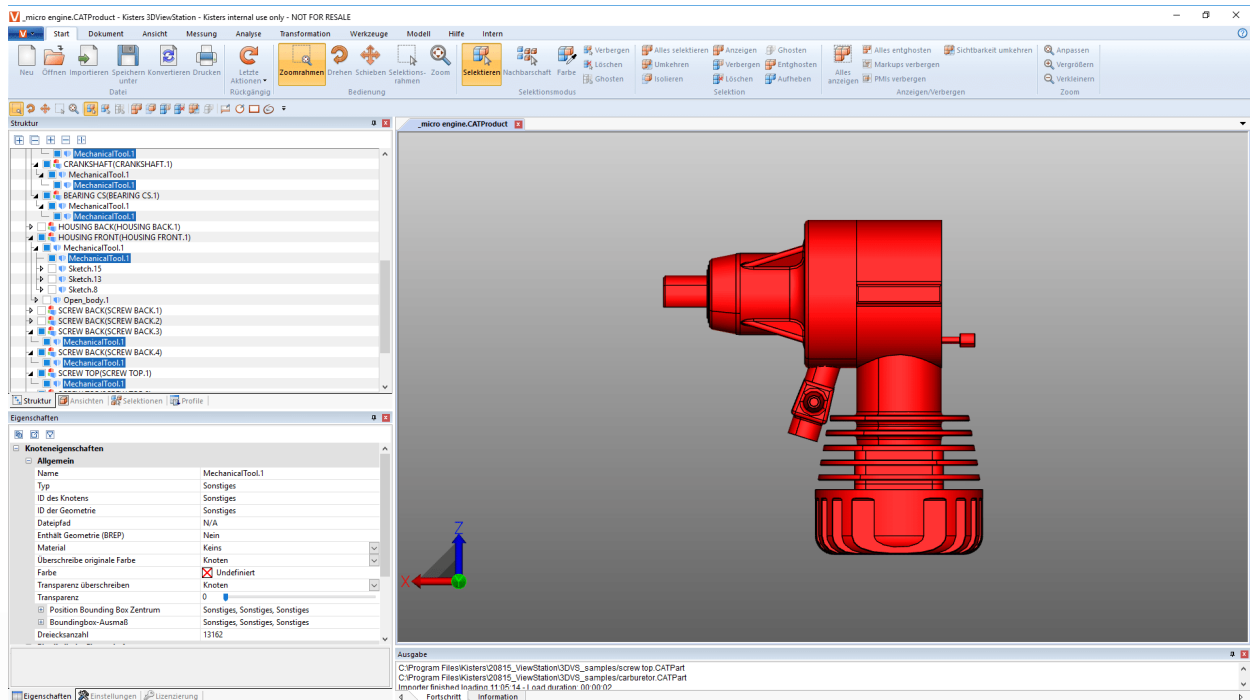 _micro engine.CATProduct - Kisters 3DViewStation - Kisters internal use only - NOT FOR RESALE
Start Dokument Ansicht Messung Analyse Transformation Werkzeuge Modell Hilfe Intern
Neu Öffnen Importieren Speichern unter Konvertieren Drucken
Datei
Letzte Aktionen
Rückgängig
Zoomrahmen Drehen Schieben Selektions-rahmen Zoom
Bedienung
Selektieren Nachbarschaft Farbe
Verbergen
Löschen
Ghosten
Selektionsmodus
Alles selektieren Anzeigen Ghosten
Umkehren Verbergen Entghosten
Isolieren Löschen Aufheben
Selektion
Alles anzeigen
Alles entghosten Sichtbarkeit umkehren
Markups verbergen
PMIs verbergen
Anzeigen/Verbergen
Anpassen
Vergrößern
Verkleinern
Zoom
Struktur
MechanicalTool.1
CRANKSHAFT(CRANKSHAFT.1)
MechanicalTool.1
MechanicalTool.1
BEARING CS(BEARING CS.1)
MechanicalTool.1
MechanicalTool.1
HOUSING BACK(HOUSING BACK.1)
HOUSING FRONT(HOUSING FRONT.1)
MechanicalTool.1
MechanicalTool.1
Sketch.15
Sketch.13
Sketch.8
Open_body.1
SCREW BACK(SCREW BACK.1)
SCREW BACK(SCREW BACK.2)
SCREW BACK(SCREW BACK.3)
MechanicalTool.1
SCREW BACK(SCREW BACK.4)
MechanicalTool.1
SCREW TOP(SCREW TOP.1)
MechanicalTool.1
Struktur Ansichten Selektionen Profile
Eigenschaften
Knoteneigenschaften
Allgemein
Name MechanicalTool.1
Typ Sonstiges
ID des Knotens Sonstiges
ID der Geometrie Sonstiges
Dateipfad N/A
Enthält Geometrie (BREP) Nein
Material Keins
Überschreibe originale Farbe Knoten
Farbe Undefiniert
Transparenz überschreiben Knoten
Transparenz 0
Position Bounding Box Zentrum Sonstiges, Sonstiges, Sonstiges
Boundingbox-Ausmaß Sonstiges, Sonstiges, Sonstiges
Dreiecksanzahl 13162
Eigenschaften Einstellungen Lizenzierung
_micro engine.CATProduct
Z
X
Ausgabe
C:\Program Files\Kisters\20815_ViewStation\3DVS_samples/screw top.CATPart
C:\Program Files\Kisters\20815_ViewStation\3DVS_samples/carburetor.CATPart
Importer finished loading 11:05:14 - Load duration: 00:00:02
Fortschritt Information